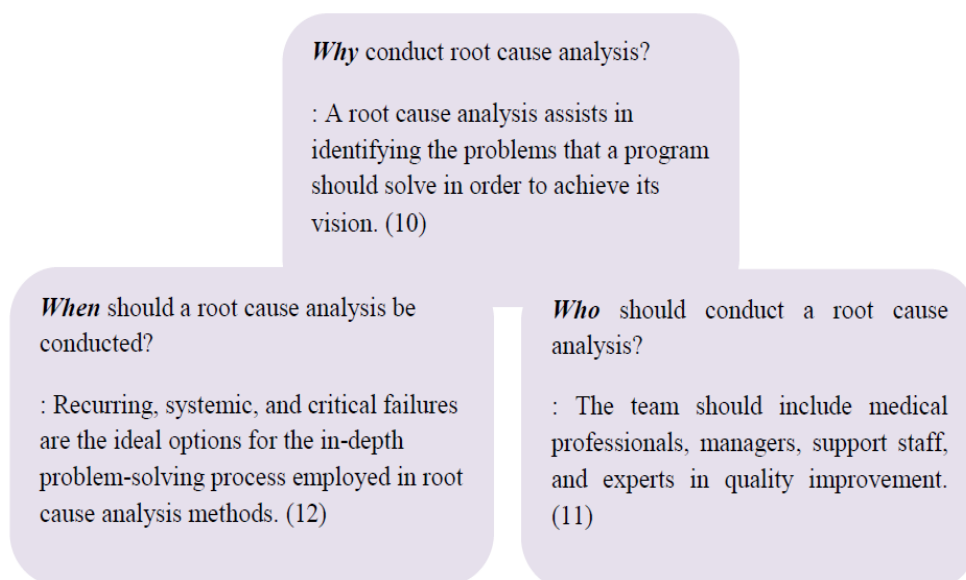 Why conduct root cause analysis?
: A root cause analysis assists in
identifying the problems that a program
should solve in order to achieve its
vision. (10)
When should a root cause analysis be
conducted?
: Recurring, systemic, and critical failures
are the ideal options for the in-depth
problem-solving process employed in root
cause analysis methods. (12)
Who should conduct a root cause
analysis?
: The team should include medical
professionals, managers, support staff,
and experts in quality improvement.
(11)